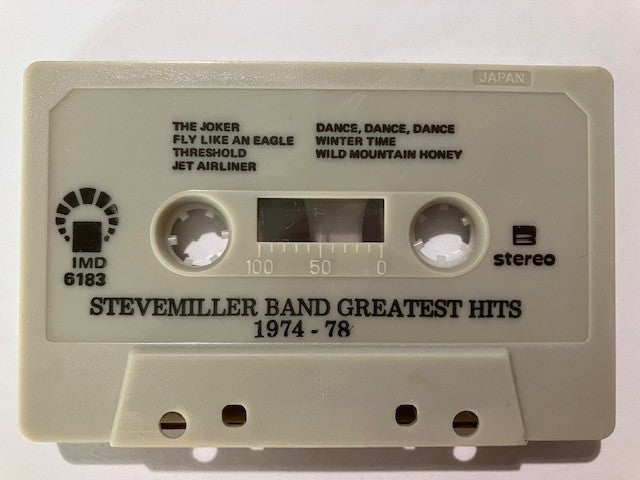 JAPAN
THE JOKER
FLY LIKE AN EAGLE
THRESHOLD
JET AIRLINER
DANCE, DANCE, DANCE
WINTER TIME
WILD MOUNTAIN HONEY
IMD
6183
100 50 0
B
stereo
STEVEMILLER BAND GREATEST HITS
1974 - 78